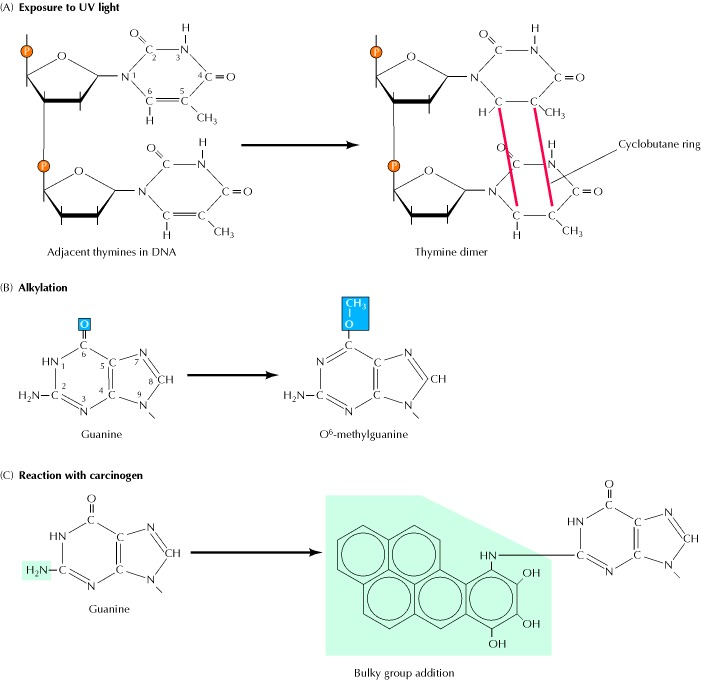 (A) Exposure to UV light
P
O
O
H
N
C
2
3
N
1
4
C
O
6
C
5
C
H
CH₃
P
O
O
H
N
C
N
C
O
C
C
H
CH₃
Adjacent thymines in DNA
P
O
O
H
N
C
N
C
O
C
C
H
CH₃
P
O
O
H
N
C
N
C
O
C
C
H
CH₃
Cyclobutane ring
Thymine dimer
(B) Alkylation
O
C
6
HN
1
5
C
N
7
8
CH
2
C
H₂N
3
N
4
C
9
N
Guanine
CH₃
O
C
N
C
N
CH
C
H₂N
N
C
N
O⁶-methylguanine
(C) Reaction with carcinogen
O
C
HN
C
N
CH
H₂N
C
N
C
N
Guanine
HN
OH
OH
OH
O
C
HN
C
N
CH
C
N
C
N
Bulky group addition